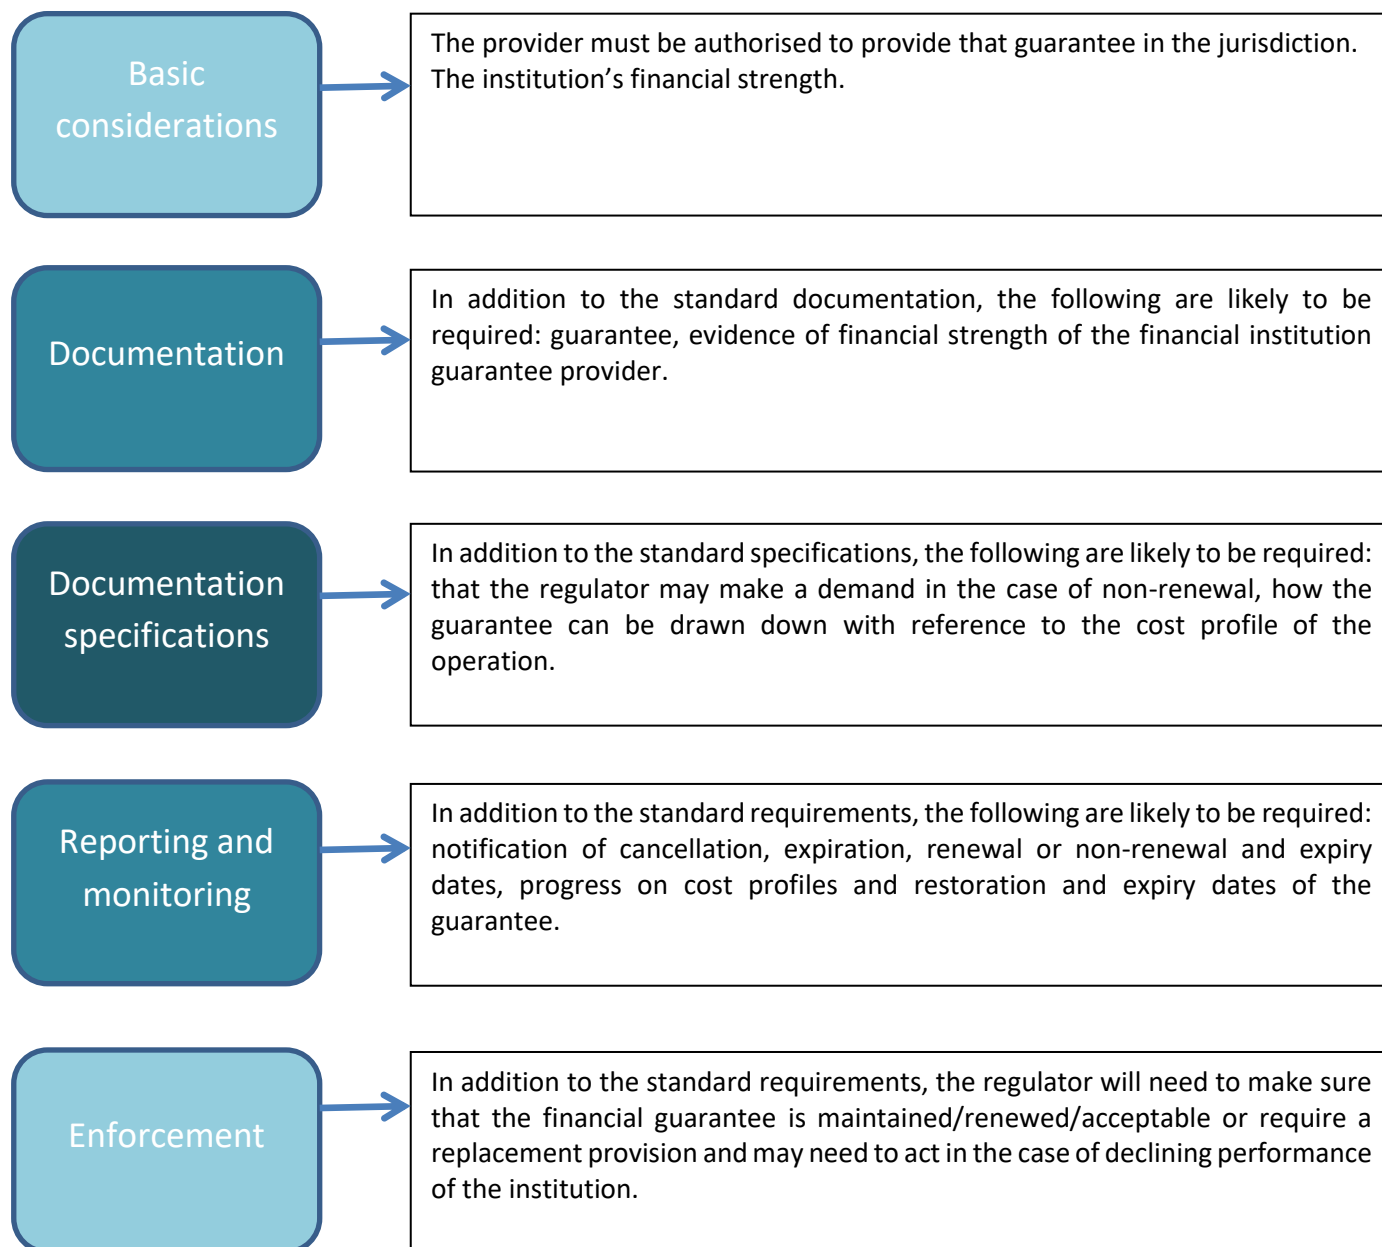 Basic
considerations
The provider must be authorised to provide that guarantee in the jurisdiction.
The institution’s financial strength.
Documentation
In addition to the standard documentation, the following are likely to be
required: guarantee, evidence of financial strength of the financial institution
guarantee provider.
Documentation
specifications
In addition to the standard specifications, the following are likely to be required:
that the regulator may make a demand in the case of non-renewal, how the
guarantee can be drawn down with reference to the cost profile of the
operation.
Reporting and
monitoring
In addition to the standard requirements, the following are likely to be required:
notification of cancellation, expiration, renewal or non-renewal and expiry
dates, progress on cost profiles and restoration and expiry dates of the
guarantee.
Enforcement
In addition to the standard requirements, the regulator will need to make sure
that the financial guarantee is maintained/renewed/acceptable or require a
replacement provision and may need to act in the case of declining performance
of the institution.